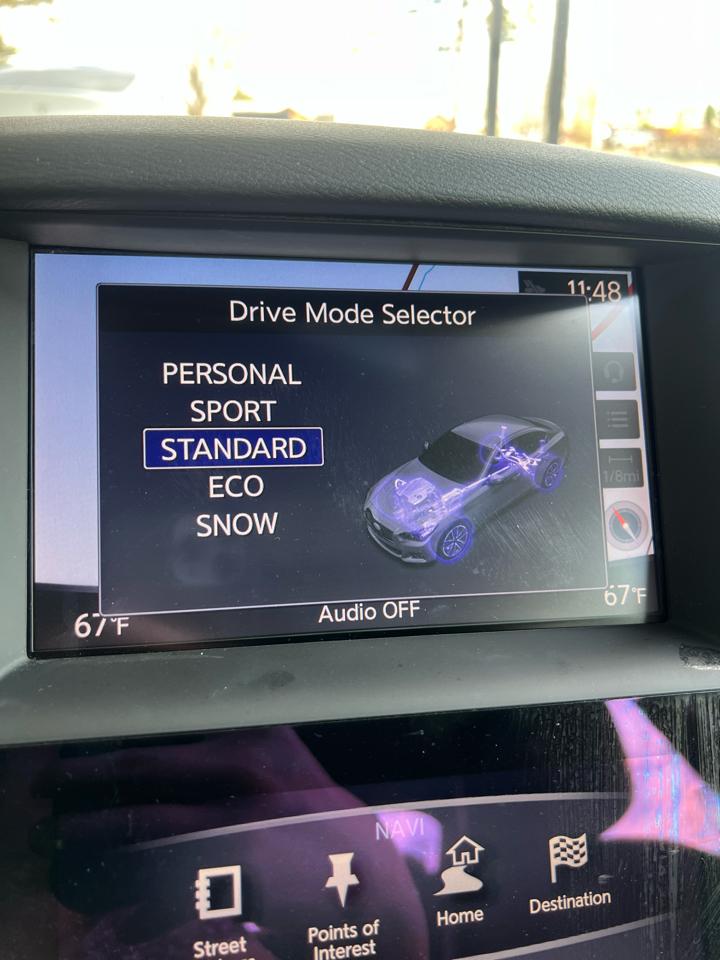 11:48
Drive Mode Selector
PERSONAL
SPORT
STANDARD
ECO
SNOW
1/8mi
67°F
Audio OFF
67°F
NAVI
Street
Points of
Interest
Home
Destination